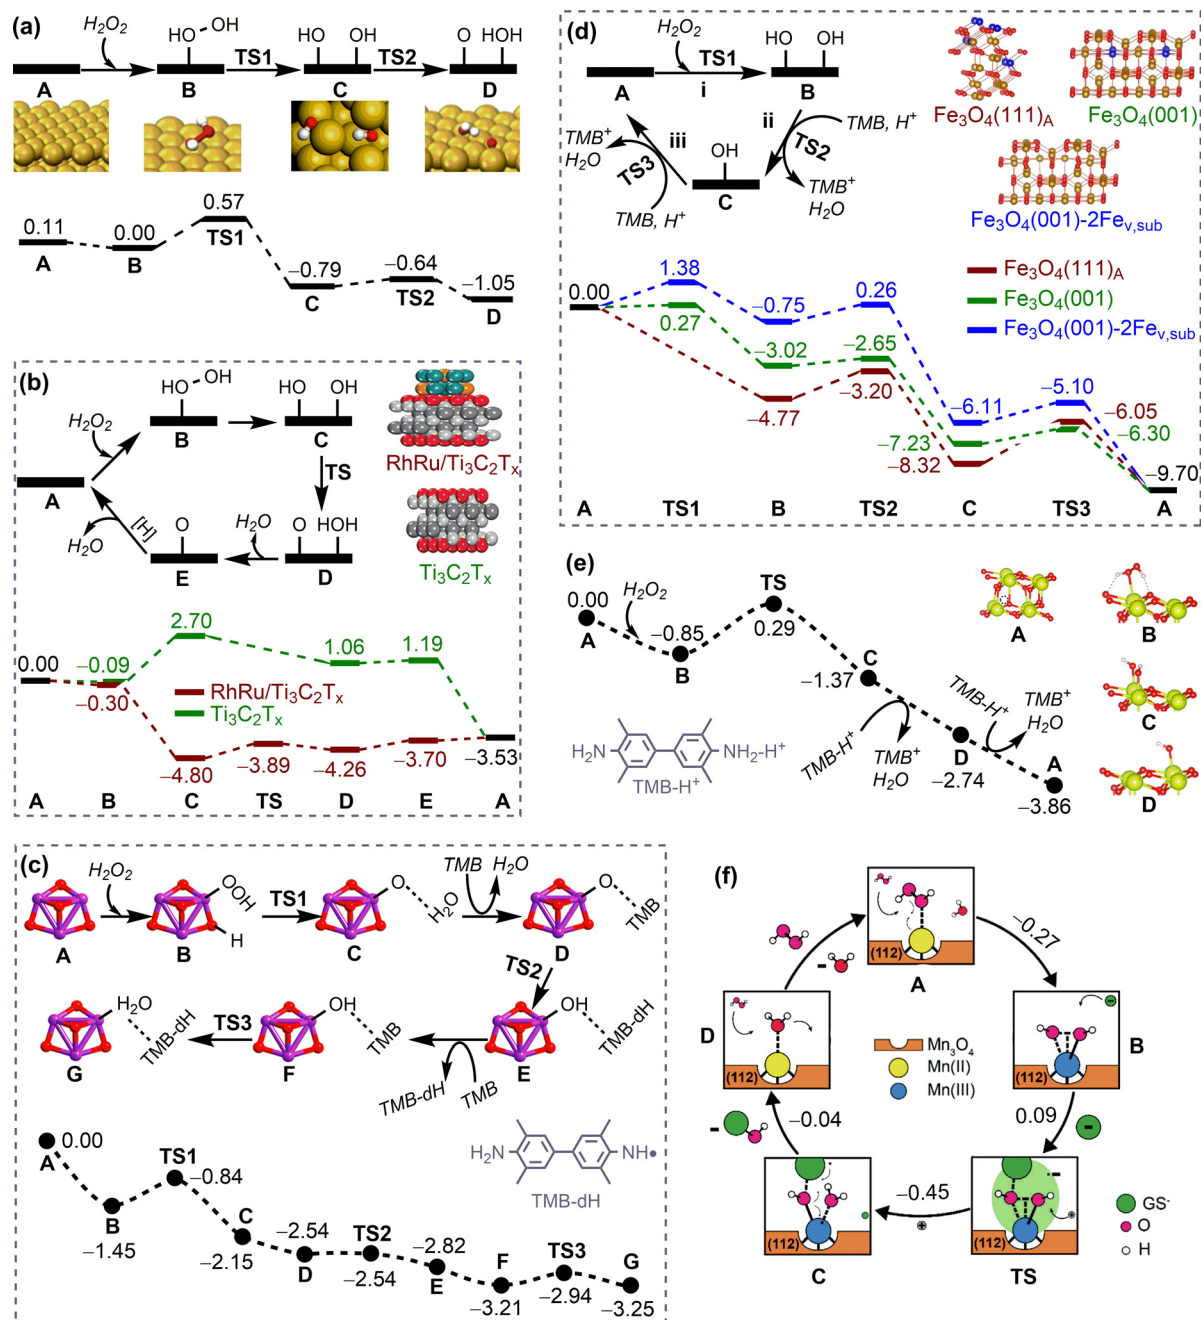 (a)
H2O2
HO OH
TS1
HO OH
TS2
O HOH
A B C D
0.11
A
0.00
B
0.57
TS1
−0.79
C
−0.64
TS2
−1.05
D
(b)
HO OH
B
HO OH
C
H2O2
A
TS
[H]
H2O
O
E
H2O
O HOH
D
RhRu/Ti3C2Tx
Ti3C2Tx
0.00
−0.09
−0.30
2.70
1.06
1.19
RhRu/Ti3C2Tx
Ti3C2Tx
−4.80
−3.89
−4.26
−3.70
−3.53
A B C TS D E A
(c)
H2O2
A
OOH
H
B
TS1
O
H2O
C
TMB H2O
O
TMB
D
TS2
OH
TMB-dH
E
TMB-dH TMB
OH
TMB
F
TS3
H2O
TMB-dH
G
H2N NH•
TMB-dH
0.00
A
B
−1.45
TS1
−0.84
C
−2.15
−2.54
D
TS2
−2.54
−2.82
E
F
−3.21
TS3
−2.94
G
−3.25
(d)
H2O2
TS1
i
A
HO OH
B
ii
TS2
TMB, H+
TMB+
H2O
OH
C
iii
TS3
TMB+
H2O
TMB, H+
Fe3O4(111)A
Fe3O4(001)
Fe3O4(001)-2Fev,sub
Fe3O4(111)A
Fe3O4(001)
Fe3O4(001)-2Fev,sub
0.00
1.38
0.27
−0.75
−3.02
−4.77
0.26
−2.65
−3.20
−6.11
−7.23
−8.32
−5.10
−6.05
−6.30
−9.70
A TS1 B TS2 C TS3 A
(e)
0.00
A
H2O2
−0.85
B
TS
0.29
C
−1.37
TMB-H+
TMB+
H2O
D
−2.74
TMB-H+
TMB+
H2O
A
−3.86
H2N NH2-H+
TMB-H+
A
B
C
D
(f)
(112)
A
−0.27
(112)
B
0.09
(112)
TS
−0.45
(112)
C
−0.04
(112)
D
Mn3O4
Mn(II)
Mn(III)
GS-
O
H